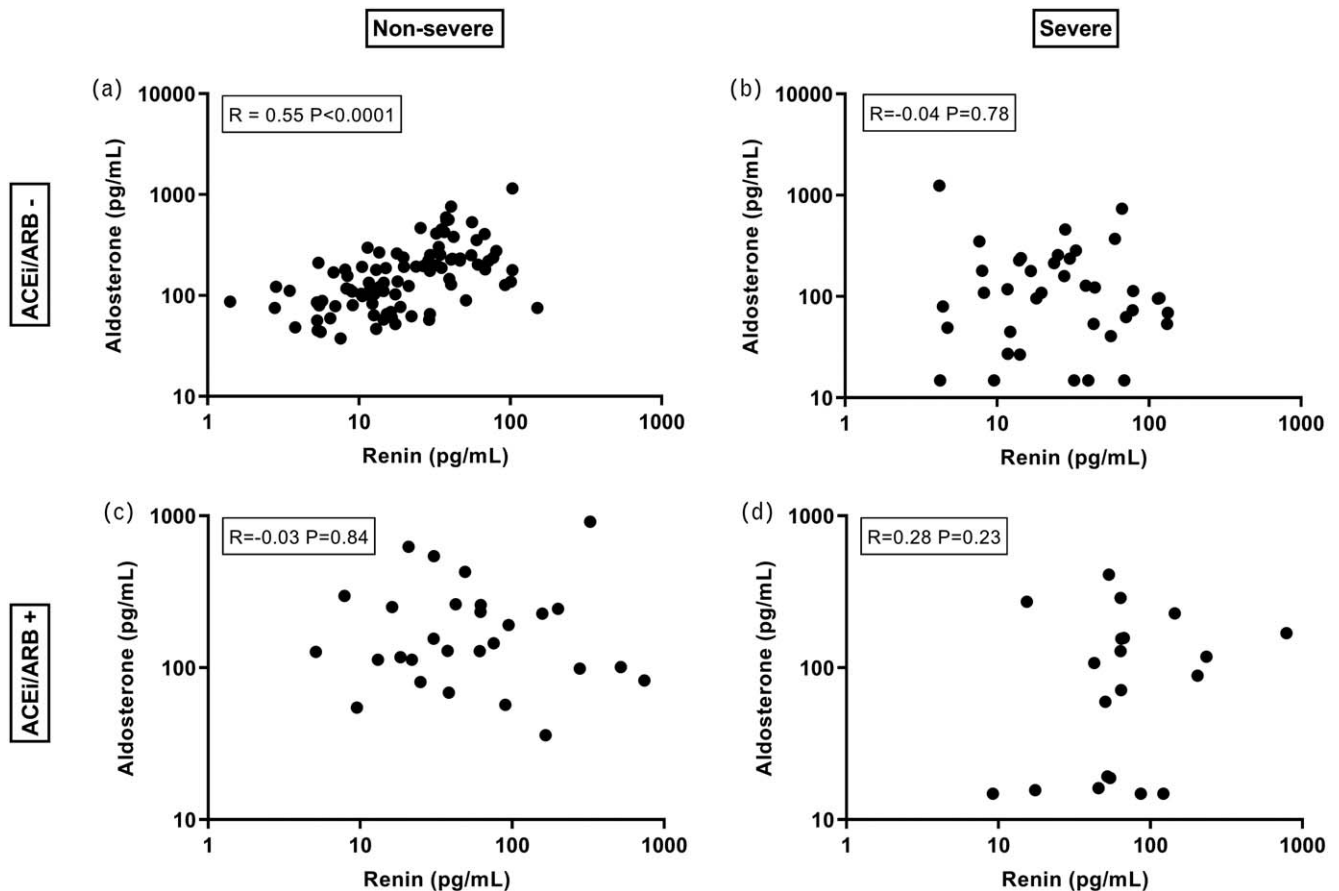 Non-severe
Severe
ACEi/ARB -
(a)
R = 0.55 P<0.0001
10000
1000
100
10
Aldosterone (pg/mL)
1
10
100
1000
Renin (pg/mL)
(b)
R=-0.04 P=0.78
10000
1000
100
10
Aldosterone (pg/mL)
1
10
100
1000
Renin (pg/mL)
ACEi/ARB +
(c)
R=-0.03 P=0.84
1000
100
10
Aldosterone (pg/mL)
1
10
100
1000
Renin (pg/mL)
(d)
R=0.28 P=0.23
1000
100
10
Aldosterone (pg/mL)
1
10
100
1000
Renin (pg/mL)